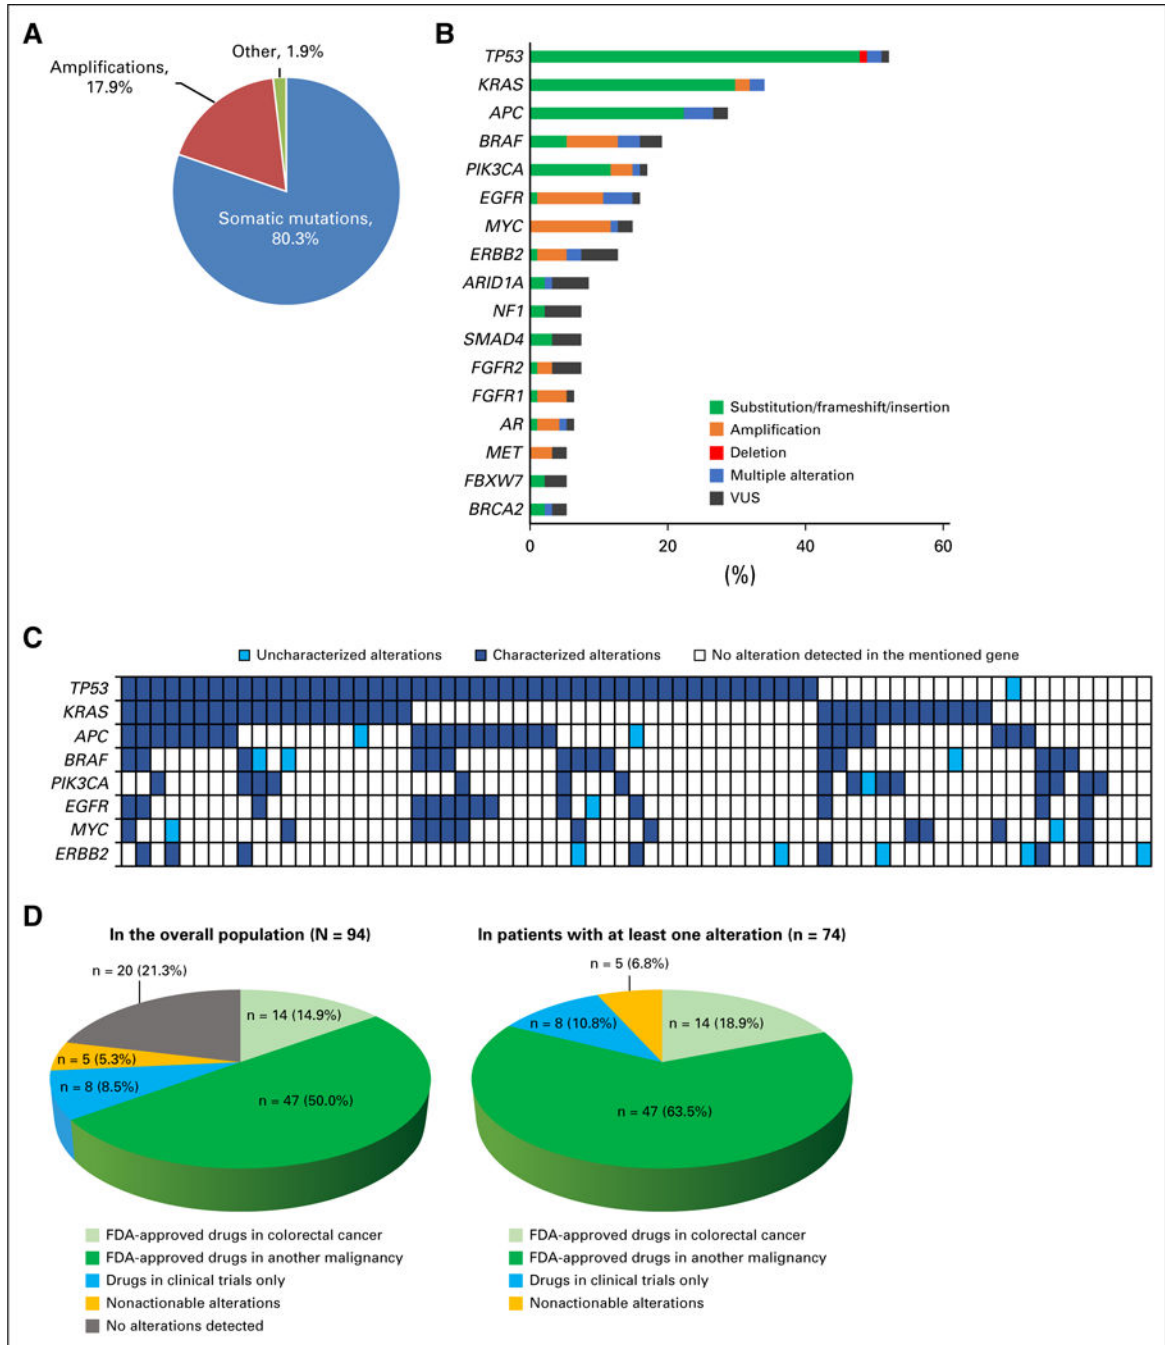 A
Other, 1.9%
Amplifications,
17.9%
Somatic mutations,
80.3%
B
TP53
KRAS
APC
BRAF
PIK3CA
EGFR
MYC
ERBB2
ARID1A
NF1
SMAD4
FGFR2
FGFR1
AR
MET
FBXW7
BRCA2
Substitution/frameshift/insertion
Amplification
Deletion
Multiple alteration
VUS
0 20 40 60
(%)
C
Uncharacterized alterations Characterized alterations No alteration detected in the mentioned gene
TP53
KRAS
APC
BRAF
PIK3CA
EGFR
MYC
ERBB2
D
In the overall population (N = 94)
n = 20 (21.3%)
n = 14 (14.9%)
n = 5 (5.3%)
n = 8 (8.5%)
n = 47 (50.0%)
FDA-approved drugs in colorectal cancer
FDA-approved drugs in another malignancy
Drugs in clinical trials only
Nonactionable alterations
No alterations detected
In patients with at least one alteration (n = 74)
n = 5 (6.8%)
n = 8 (10.8%)
n = 14 (18.9%)
n = 47 (63.5%)
FDA-approved drugs in colorectal cancer
FDA-approved drugs in another malignancy
Drugs in clinical trials only
Nonactionable alterations